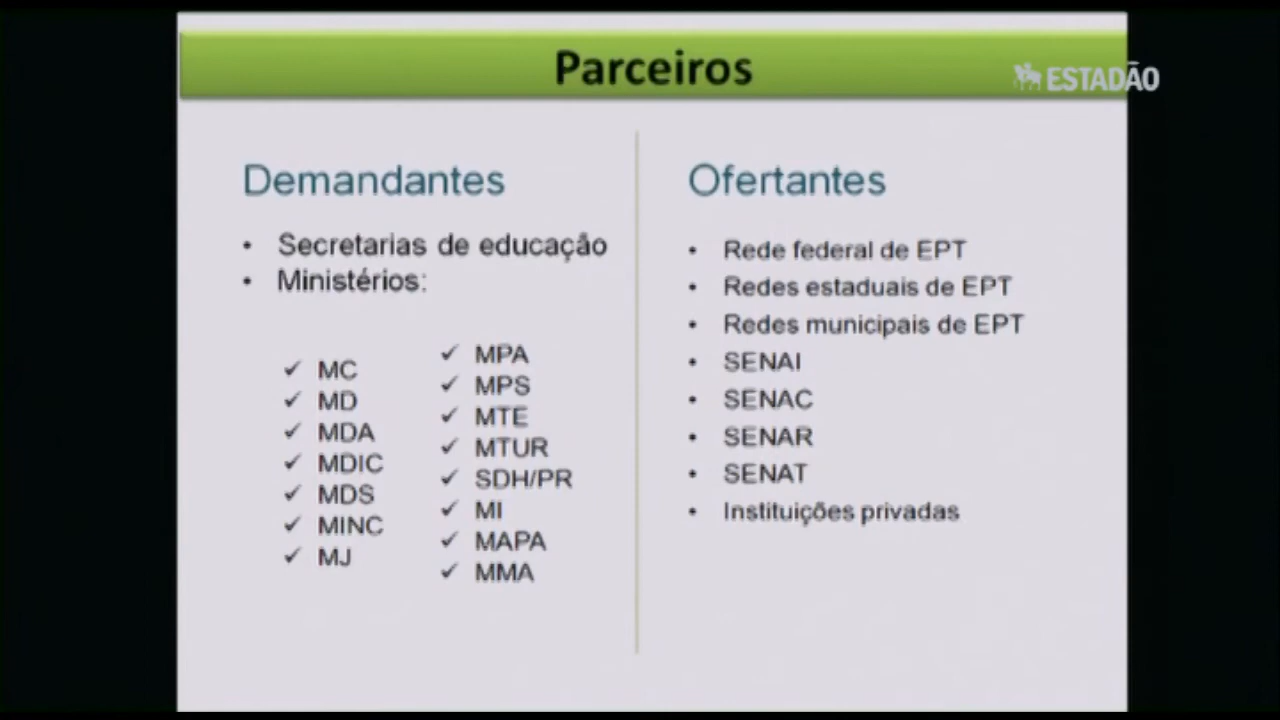 Parceiros
ESTADÃO
Demandantes
• Secretarias de educação
• Ministérios:
✓ MC
✓ MD
✓ MDA
✓ MDIC
✓ MDS
✓ MINC
✓ MJ
✓ MPA
✓ MPS
✓ MTE
✓ MTUR
✓ SDH/PR
✓ MI
✓ MAPA
✓ MMA
Ofertantes
• Rede federal de EPT
• Redes estaduais de EPT
• Redes municipais de EPT
• SENAI
• SENAC
• SENAR
• SENAT
• Instituições privadas